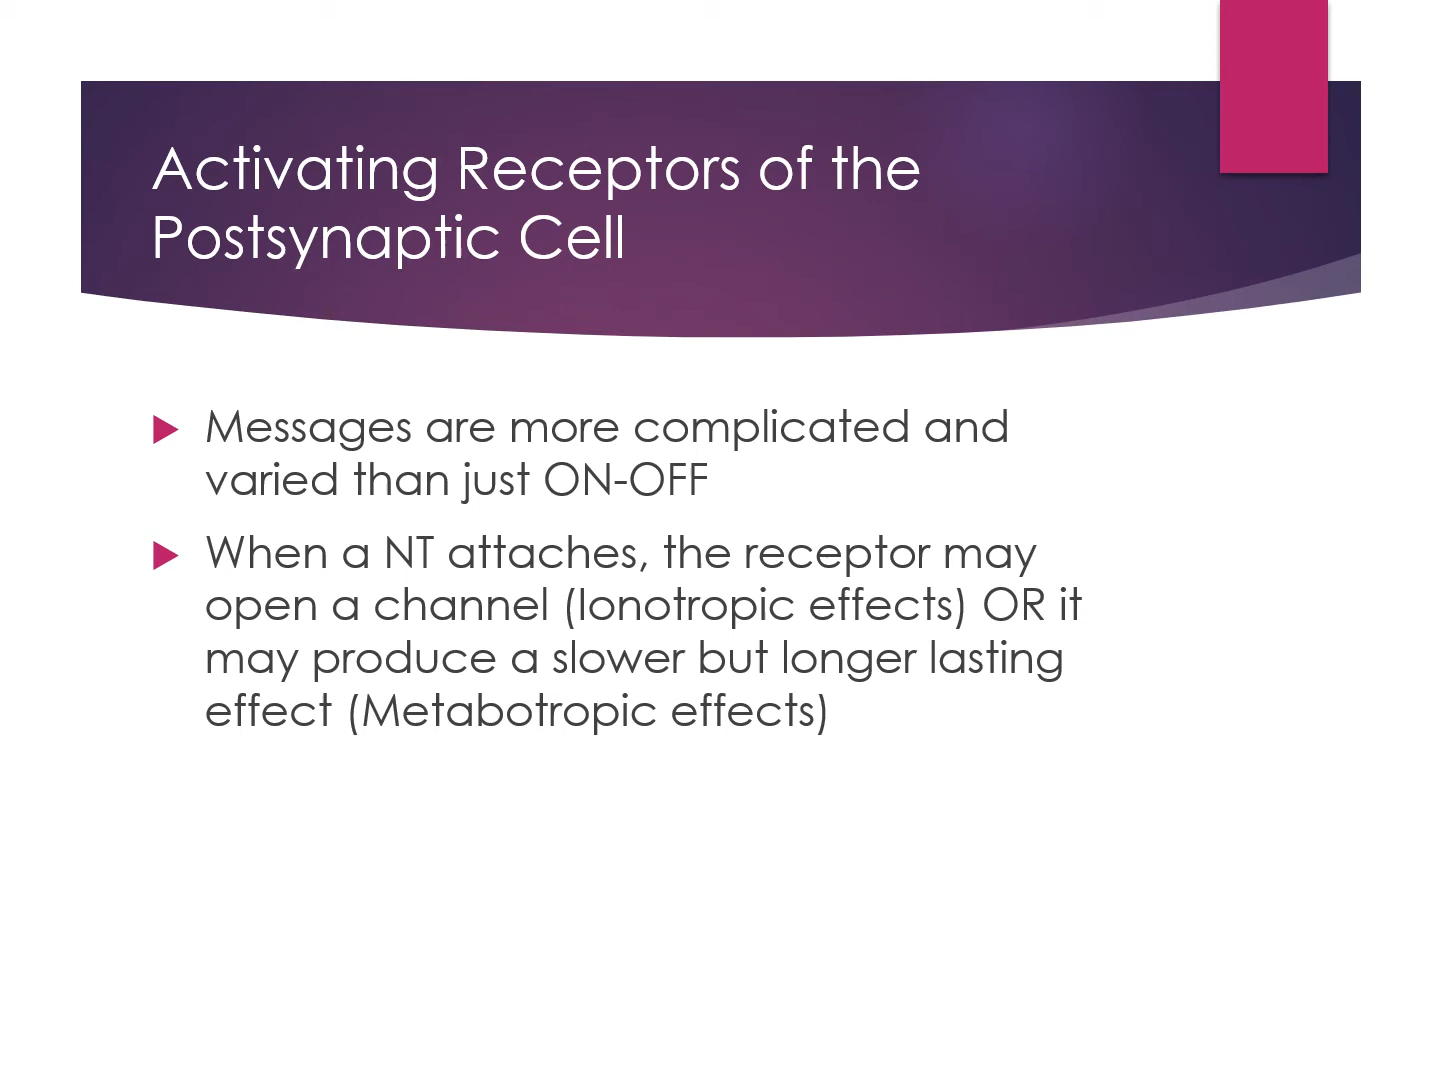 Activating Receptors of the
Postsynaptic Cell
Messages are more complicated and
varied than just ON-OFF
When a NT attaches, the receptor may
open a channel (Ionotropic effects) OR it
may produce a slower but longer lasting
effect (Metabotropic effects)